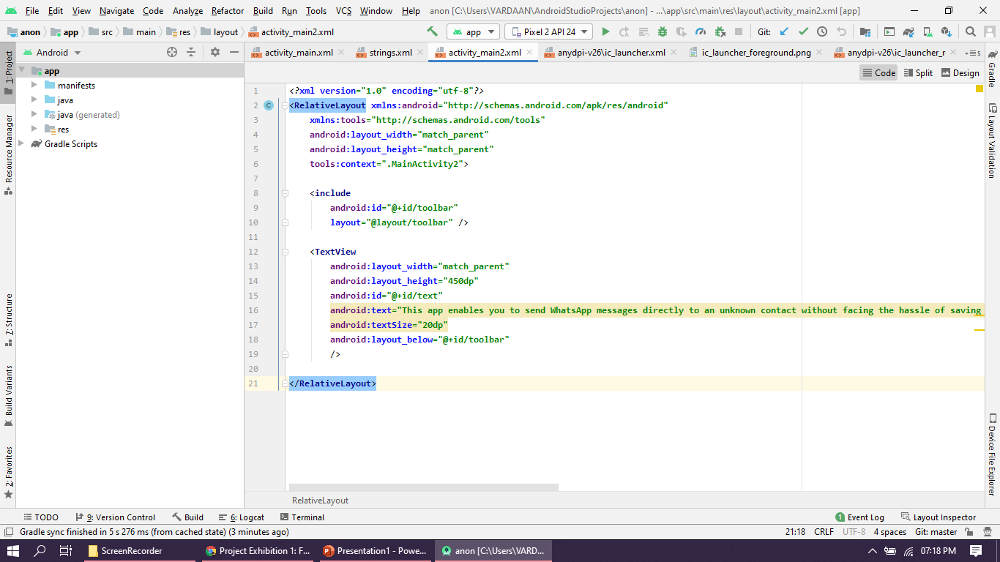 File Edit View Navigate Code Analyze Refactor Build Run Tools VCS Window Help anon [C:\Users\VARDAAN\AndroidStudioProjects\anon] - ...\app\src\main\res\layout\activity_main2.xml [app]
anon app src main res layout activity_main2.xml app Pixel 2 API 24 Git:
Android activity_main.xml strings.xml activity_main2.xml anydpi-v26\ic_launcher.xml ic_launcher_foreground.png anydpi-v26\ic_launcher_r 5
Code Split Design
1: Project
Resource Manager
Z: Structure
Build Variants
2: Favorites
app
manifests
java
java (generated)
res
Gradle Scripts
1 <?xml version="1.0" encoding="utf-8"?>
2 C <RelativeLayout xmlns:android="http://schemas.android.com/apk/res/android"
3 xmlns:tools="http://schemas.android.com/tools"
4 android:layout_width="match_parent"
5 android:layout_height="match_parent"
6 tools:context=".MainActivity2">
7
8 <include
9 android:id="@+id/toolbar"
10 layout="@layout/toolbar" />
11
12 <TextView
13 android:layout_width="match_parent"
14 android:layout_height="450dp"
15 android:id="@+id/text"
16 android:text="This app enables you to send WhatsApp messages directly to an unknown contact without facing the hassle of saving
17 android:textSize="20dp"
18 android:layout_below="@+id/toolbar"
19 />
20
21 </RelativeLayout>
Gradle
Layout Validation
Device File Explorer
RelativeLayout
TODO 9: Version Control Build 6: Logcat Terminal 1 Event Log Layout Inspector
Gradle sync finished in 5 s 276 ms (from cached state) (3 minutes ago) 21:18 CRLF UTF-8 4 spaces Git: master
ScreenRecorder Project Exhibition 1: F... Presentation1 - Powe... anon [C:\Users\VARD... 07:18 PM